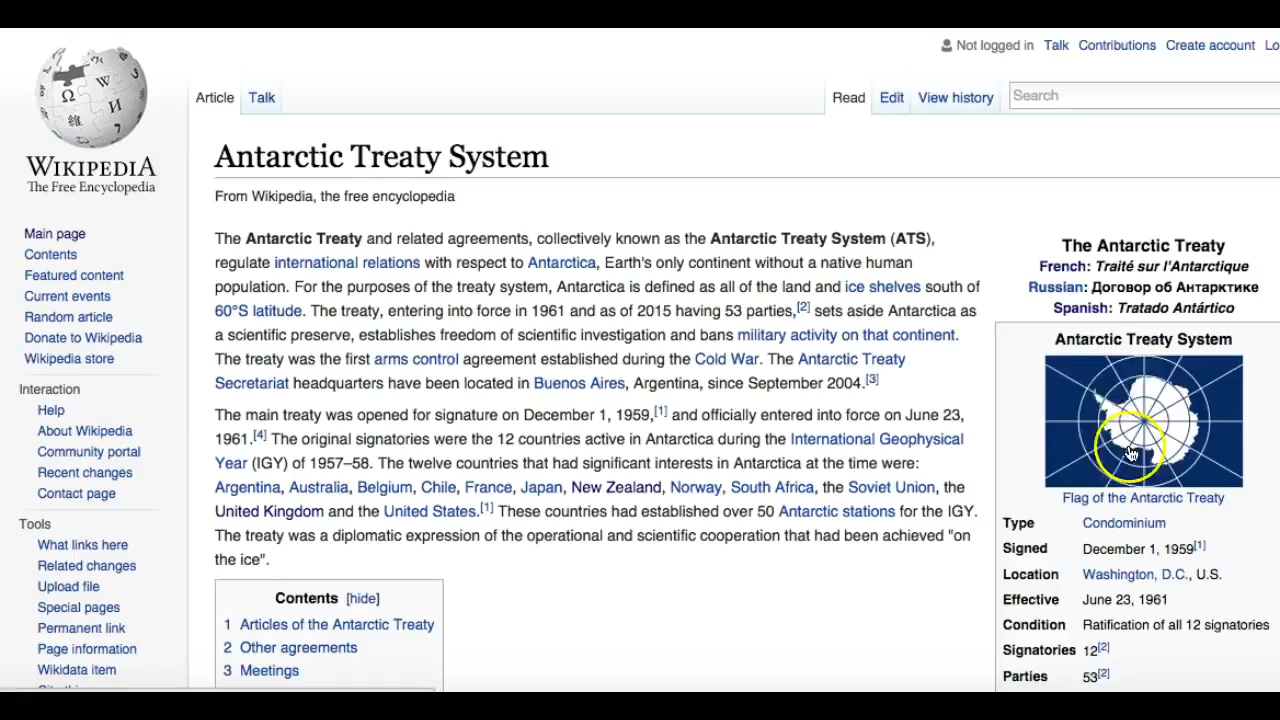 Not logged in Talk Contributions Create account Lo
Article Talk
Read Edit View history Search
WIKIPEDIA
The Free Encyclopedia
Main page
Contents
Featured content
Current events
Random article
Donate to Wikipedia
Wikipedia store
Interaction
Help
About Wikipedia
Community portal
Recent changes
Contact page
Tools
What links here
Related changes
Upload file
Special pages
Permanent link
Page information
Wikidata item
Antarctic Treaty System
From Wikipedia, the free encyclopedia
The Antarctic Treaty and related agreements, collectively known as the Antarctic Treaty System (ATS),
regulate international relations with respect to Antarctica, Earth's only continent without a native human
population. For the purposes of the treaty system, Antarctica is defined as all of the land and ice shelves south of
60°S latitude. The treaty, entering into force in 1961 and as of 2015 having 53 parties,[2] sets aside Antarctica as
a scientific preserve, establishes freedom of scientific investigation and bans military activity on that continent.
The treaty was the first arms control agreement established during the Cold War. The Antarctic Treaty
Secretariat headquarters have been located in Buenos Aires, Argentina, since September 2004.[3]
The main treaty was opened for signature on December 1, 1959,[1] and officially entered into force on June 23,
1961.[4] The original signatories were the 12 countries active in Antarctica during the International Geophysical
Year (IGY) of 1957–58. The twelve countries that had significant interests in Antarctica at the time were:
Argentina, Australia, Belgium, Chile, France, Japan, New Zealand, Norway, South Africa, the Soviet Union, the
United Kingdom and the United States.[1] These countries had established over 50 Antarctic stations for the IGY.
The treaty was a diplomatic expression of the operational and scientific cooperation that had been achieved "on
the ice".
Contents [hide]
1 Articles of the Antarctic Treaty
2 Other agreements
3 Meetings
The Antarctic Treaty
French: Traité sur l'Antarctique
Russian: Договор об Антарктике
Spanish: Tratado Antártico
Antarctic Treaty System
Flag of the Antarctic Treaty
Type Condominium
Signed December 1, 1959[1]
Location Washington, D.C., U.S.
Effective June 23, 1961
Condition Ratification of all 12 signatories
Signatories 12[2]
Parties 53[2]